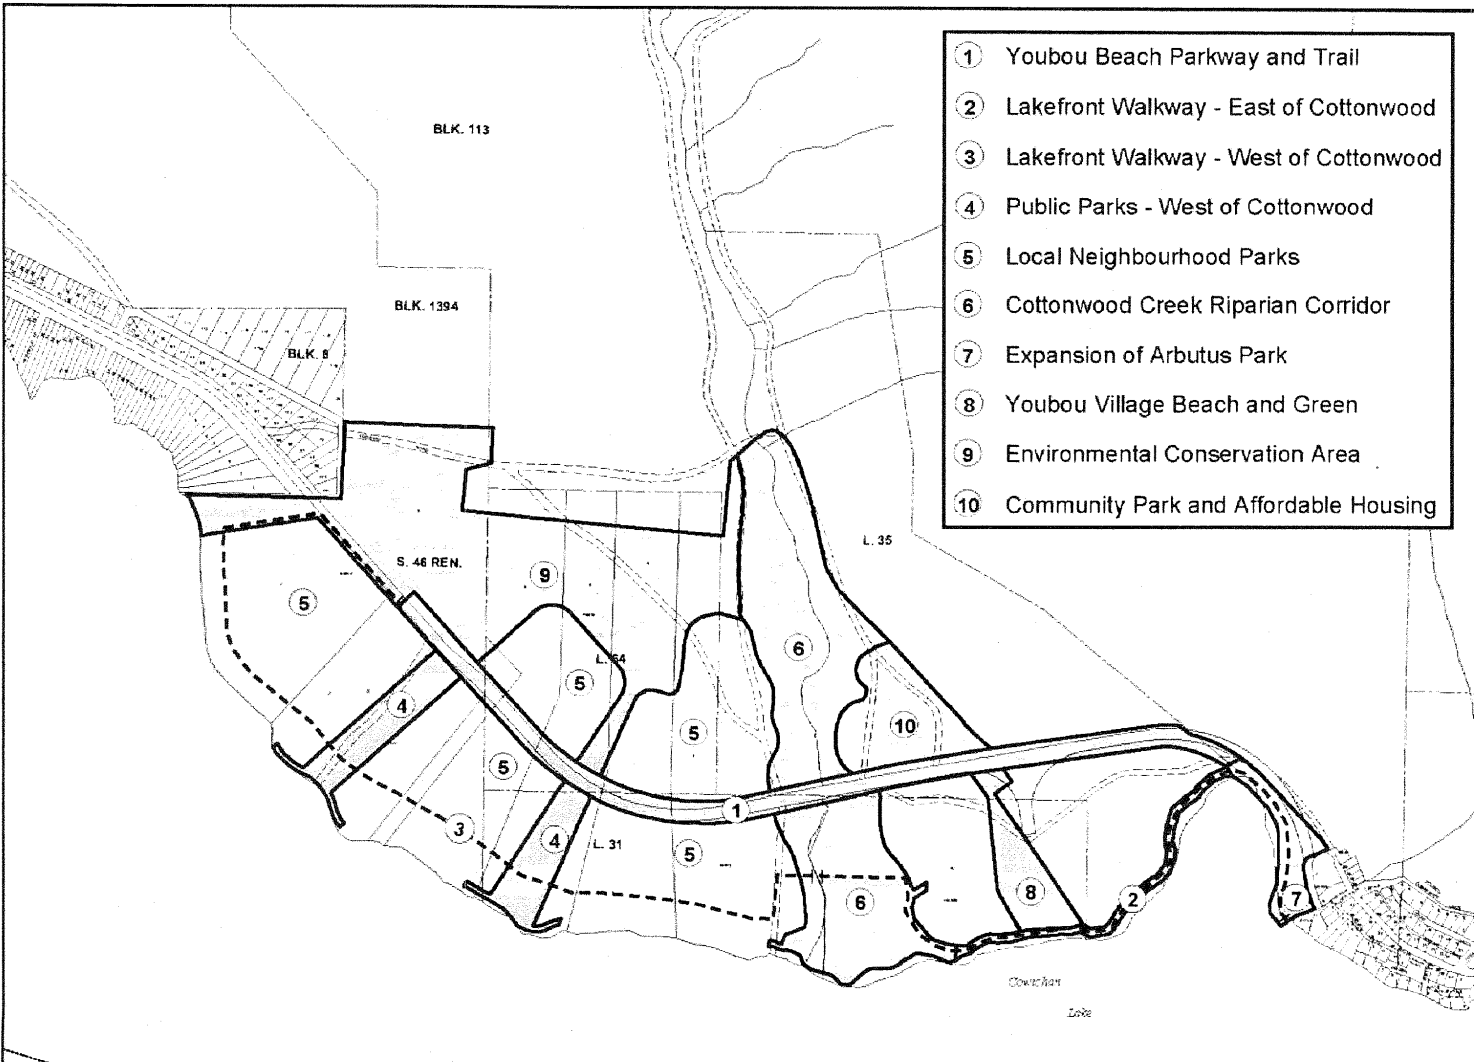 1 Youbou Beach Parkway and Trail
2 Lakefront Walkway - East of Cottonwood
3 Lakefront Walkway - West of Cottonwood
4 Public Parks - West of Cottonwood
5 Local Neighbourhood Parks
6 Cottonwood Creek Riparian Corridor
7 Expansion of Arbutus Park
8 Youbou Village Beach and Green
9 Environmental Conservation Area
10 Community Park and Affordable Housing
BLK. 113
BLK. 1394
BLK. 8
L. 35
S. 46 REN.
9
5
6
L. 64
5
4
10
5
5
1
3
4
L. 31
5
8
2
7
6
Cowichan
Lake